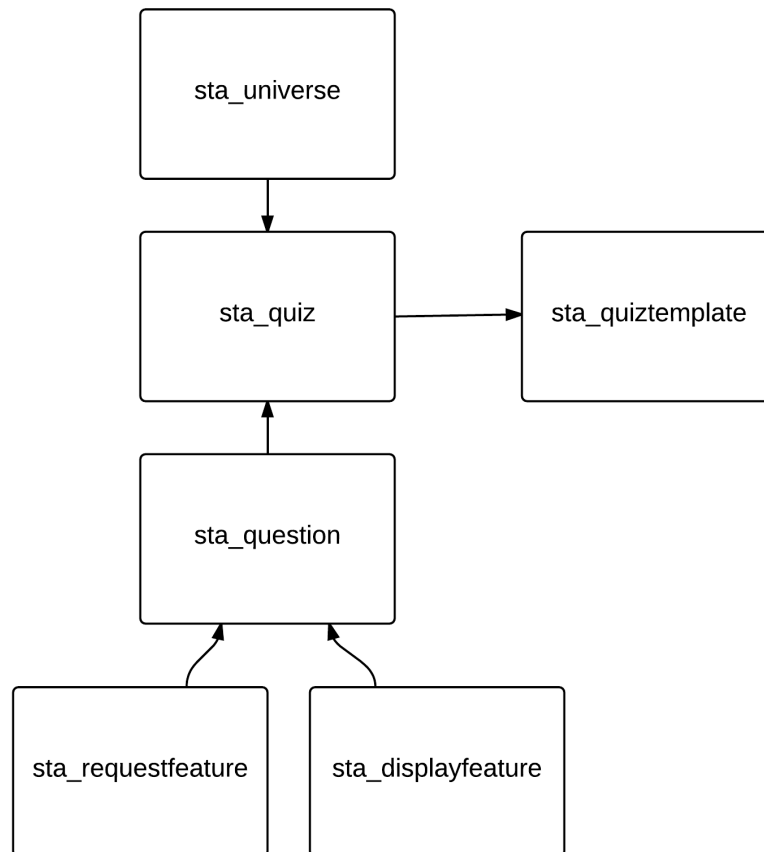 sta_universe
sta_quiz
sta_quiztemplate
sta_question
sta_requestfeature
sta_displayfeature